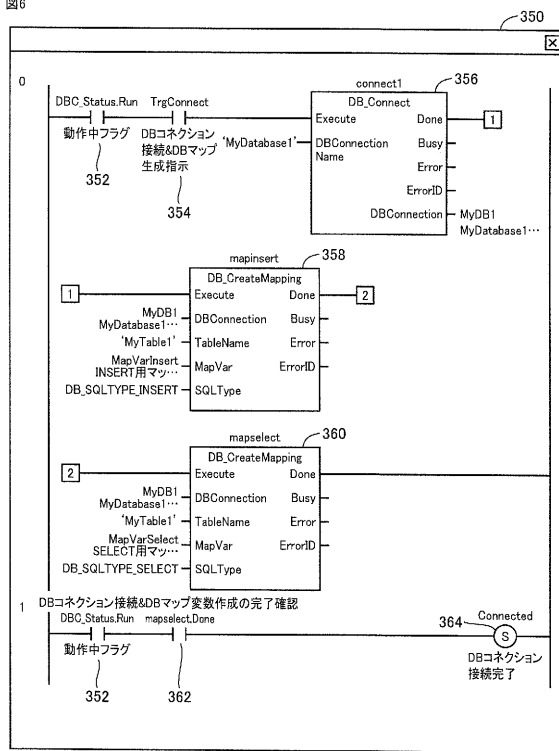 図6
350
0
DBC_Status.Run
TrgConnect
動作中フラグ
352
DBコネクション
接続&DBマップ
生成指示
354
connect1
356
DB_Connect
Execute
Done
1
'MyDatabase1'
DBConnection
Name
Busy
Error
ErrorID
DBConnection
MyDB1
MyDatabase1…
mapinsert
358
DB_CreateMapping
1
Execute
Done
2
MyDB1
MyDatabase1…
DBConnection
Busy
'MyTable1'
TableName
Error
MapVarInsert
INSERT用マッ…
MapVar
ErrorID
DB_SQLTYPE_INSERT
SQLType
mapselect
360
DB_CreateMapping
2
Execute
Done
MyDB1
MyDatabase1…
DBConnection
Busy
'MyTable1'
TableName
Error
MapVarSelect
SELECT用マッ…
MapVar
ErrorID
DB_SQLTYPE_SELECT
SQLType
1
DBコネクション接続&DBマップ変数作成の完了確認
DBC_Status.Run
mapselect.Done
動作中フラグ
352
362
364
Connected
S
DBコネクション
接続完了